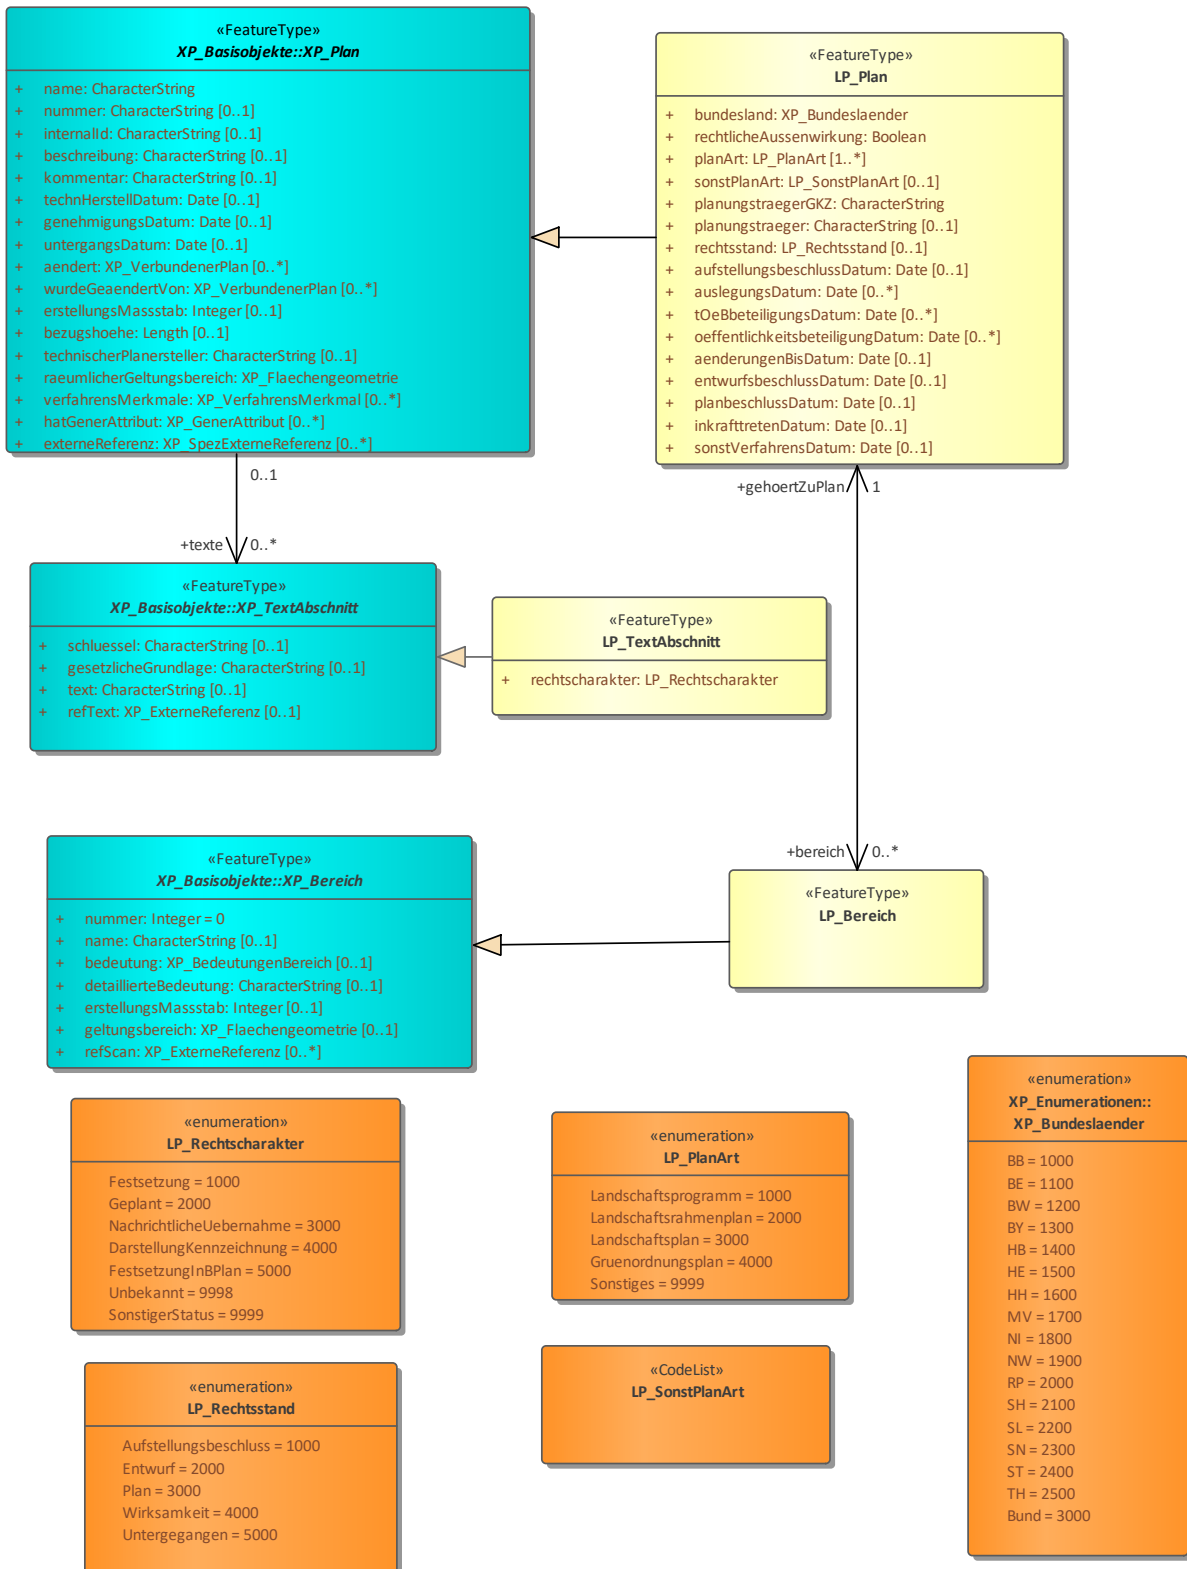 «FeatureType»
XP_Basisobjekte::XP_Plan
+ name: CharacterString
+ nummer: CharacterString [0..1]
+ internalId: CharacterString [0..1]
+ beschreibung: CharacterString [0..1]
+ kommentar: CharacterString [0..1]
+ technHerstellDatum: Date [0..1]
+ genehmigungsDatum: Date [0..1]
+ untergangsDatum: Date [0..1]
+ aendert: XP_VerbundenerPlan [0..*]
+ wurdeGeaendertVon: XP_VerbundenerPlan [0..*]
+ erstellungsMassstab: Integer [0..1]
+ bezugshoehe: Length [0..1]
+ technischerPlanersteller: CharacterString [0..1]
+ raeumlicherGeltungsbereich: XP_Flaechengeometrie
+ verfahrensMerkmale: XP_VerfahrensMerkmal [0..*]
+ hatGenerAttribut: XP_GenerAttribut [0..*]
+ externeReferenz: XP_SpezExterneReferenz [0..*]
«FeatureType»
LP_Plan
+ bundesland: XP_Bundeslaender
+ rechtlicheAussenwirkung: Boolean
+ planArt: LP_PlanArt [1..*]
+ sonstPlanArt: LP_SonstPlanArt [0..1]
+ planungstraegerGKZ: CharacterString
+ planungstraeger: CharacterString [0..1]
+ rechtsstand: LP_Rechtsstand [0..1]
+ aufstellungsbeschlussDatum: Date [0..1]
+ auslegungsDatum: Date [0..*]
+ tOeBbeteiligungsDatum: Date [0..*]
+ oeffentlichkeitsbeteiligungDatum: Date [0..*]
+ aenderungenBisDatum: Date [0..1]
+ entwurfsbeschlussDatum: Date [0..1]
+ planbeschlussDatum: Date [0..1]
+ inkrafttretenDatum: Date [0..1]
+ sonstVerfahrensDatum: Date [0..1]
0..1
+gehoertZuPlan 1
+texte 0..*
«FeatureType»
XP_Basisobjekte::XP_TextAbschnitt
+ schluessel: CharacterString [0..1]
+ gesetzlicheGrundlage: CharacterString [0..1]
+ text: CharacterString [0..1]
+ refText: XP_ExterneReferenz [0..1]
«FeatureType»
LP_TextAbschnitt
+ rechtscharakter: LP_Rechtscharakter
+bereich 0..*
«FeatureType»
XP_Basisobjekte::XP_Bereich
+ nummer: Integer = 0
+ name: CharacterString [0..1]
+ bedeutung: XP_BedeutungenBereich [0..1]
+ detaillierteBedeutung: CharacterString [0..1]
+ erstellungsMassstab: Integer [0..1]
+ geltungsbereich: XP_Flaechengeometrie [0..1]
+ refScan: XP_ExterneReferenz [0..*]
«FeatureType»
LP_Bereich
«enumeration»
LP_Rechtscharakter
Festsetzung = 1000
Geplant = 2000
NachrichtlicheUebernahme = 3000
DarstellungKennzeichnung = 4000
FestsetzungInBPlan = 5000
Unbekannt = 9998
SonstigerStatus = 9999
«enumeration»
LP_PlanArt
Landschaftsprogramm = 1000
Landschaftsrahmenplan = 2000
Landschaftsplan = 3000
Gruenordnungsplan = 4000
Sonstiges = 9999
«enumeration»
XP_Enumerationen::
XP_Bundeslaender
BB = 1000
BE = 1100
BW = 1200
BY = 1300
HB = 1400
HE = 1500
HH = 1600
MV = 1700
NI = 1800
NW = 1900
RP = 2000
SH = 2100
SL = 2200
SN = 2300
ST = 2400
TH = 2500
Bund = 3000
«enumeration»
LP_Rechtsstand
Aufstellungsbeschluss = 1000
Entwurf = 2000
Plan = 3000
Wirksamkeit = 4000
Untergegangen = 5000
«CodeList»
LP_SonstPlanArt